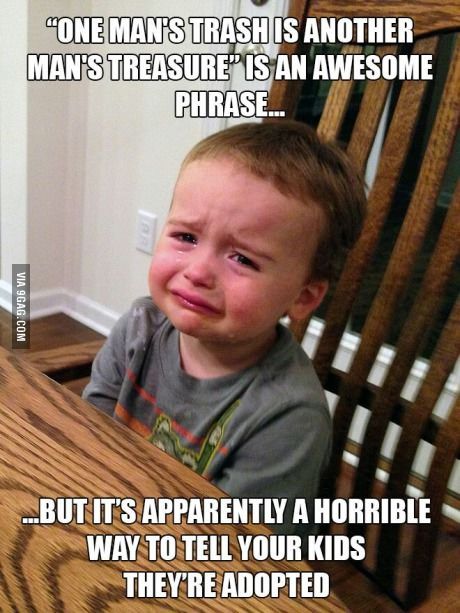 "ONE MAN'S TRASH IS ANOTHER
MAN'S TREASURE" IS AN AWESOME
PHRASE...
VIA 9GAG.COM
...BUT IT'S APPARENTLY A HORRIBLE
WAY TO TELL YOUR KIDS
THEY'RE ADOPTED